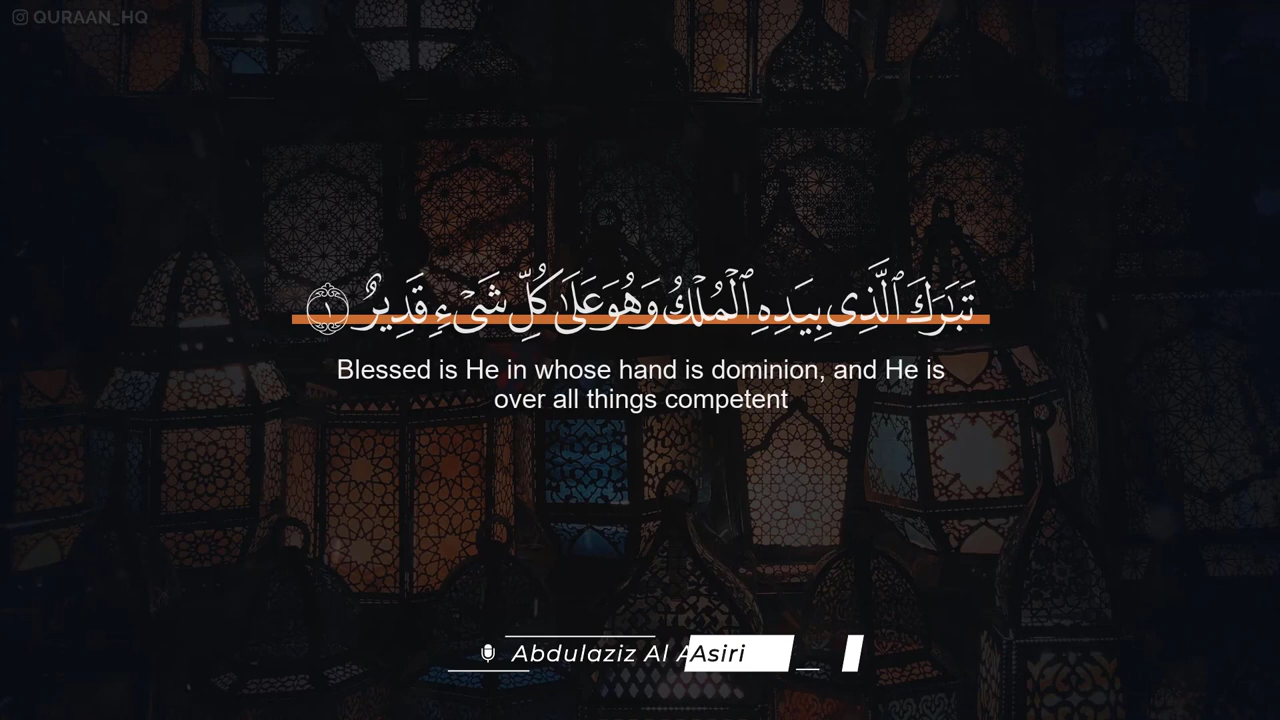 QURAAN_HQ
تَبَٰرَكَ ٱلَّذِى بِيَدِهِ ٱلْمُلْكُ وَهُوَ عَلَىٰ كُلِّ شَىْءٍ قَدِيرٌ ١
Blessed is He in whose hand is dominion, and He is
over all things competent
Abdulaziz Al Asiri